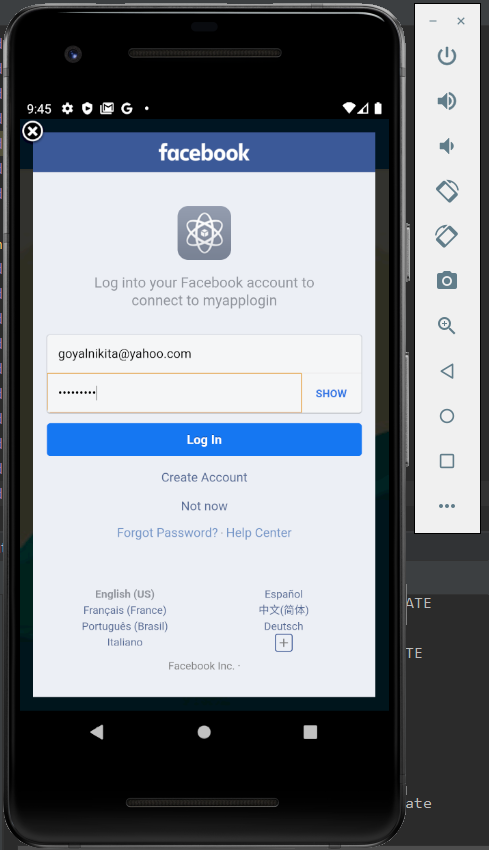 9:45
facebook
Log into your Facebook account to
connect to myapplogin
goyalnikita@yahoo.com
•••••••••
SHOW
Log In
Create Account
Not now
Forgot Password? · Help Center
English (US)
Español
Français (France)
中文(简体)
Português (Brasil)
Deutsch
Italiano
Facebook Inc. ·
ATE
TE
ate